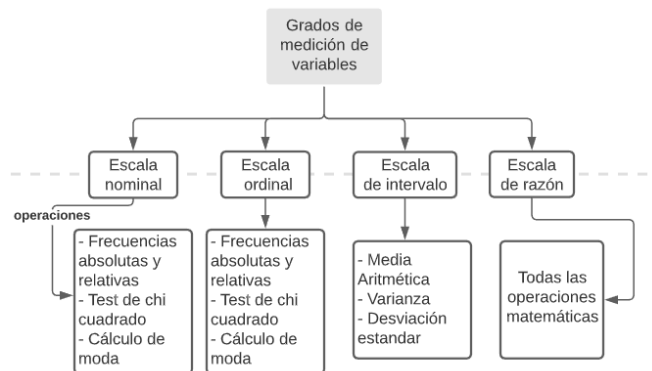 Grados de
medición de
variables
Escala
nominal
Escala
ordinal
Escala
de intervalo
Escala
de razón
operaciones
- Frecuencias
absolutas y
relativas
- Test de chi
cuadrado
- Cálculo de
moda
- Frecuencias
absolutas y
relativas
- Test de chi
cuadrado
- Cálculo de
moda
- Media
Aritmética
- Varianza
- Desviación
estandar
Todas las
operaciones
matemáticas